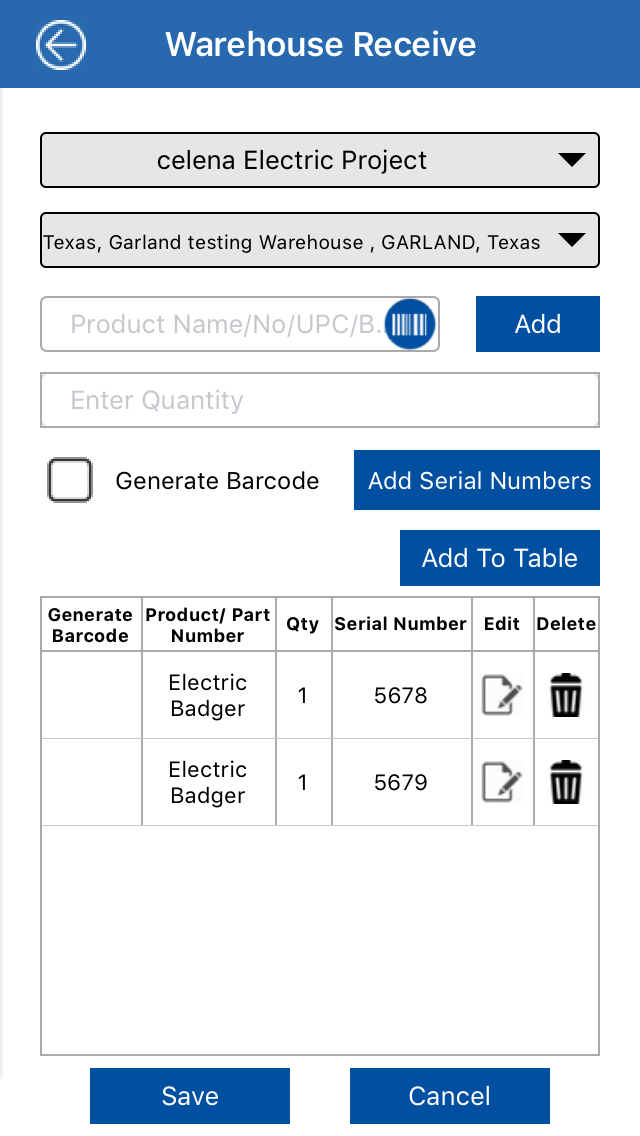 Warehouse Receive
celena Electric Project
Texas, Garland testing Warehouse , GARLAND, Texas
Product Name/No/UPC/B..
Add
Enter Quantity
Generate Barcode
Add Serial Numbers
Add To Table
Generate Barcode
Product/ Part Number
Qty
Serial Number
Edit
Delete
Electric Badger
1
5678
Electric Badger
1
5679
Save
Cancel